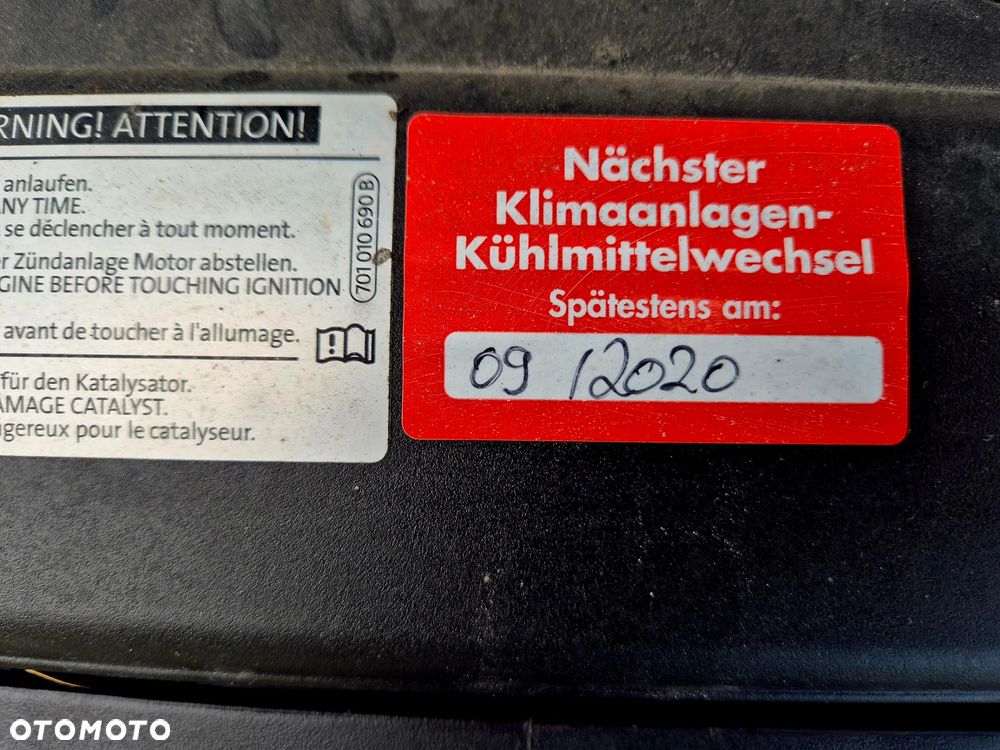 RNING! ATTENTION!
anlaufen.
NY TIME.
se déclencher à tout moment.
r Zündanlage Motor abstellen.
GINE BEFORE TOUCHING IGNITION
avant de toucher à l'allumage.
für den Katalysator.
AMAGE CATALYST.
gereux pour le catalyseur.
701 010 690 B
Nächster
Klimaanlagen-
Kühlmittelwechsel
Spätestens am:
09 / 2020
OTOMOTO